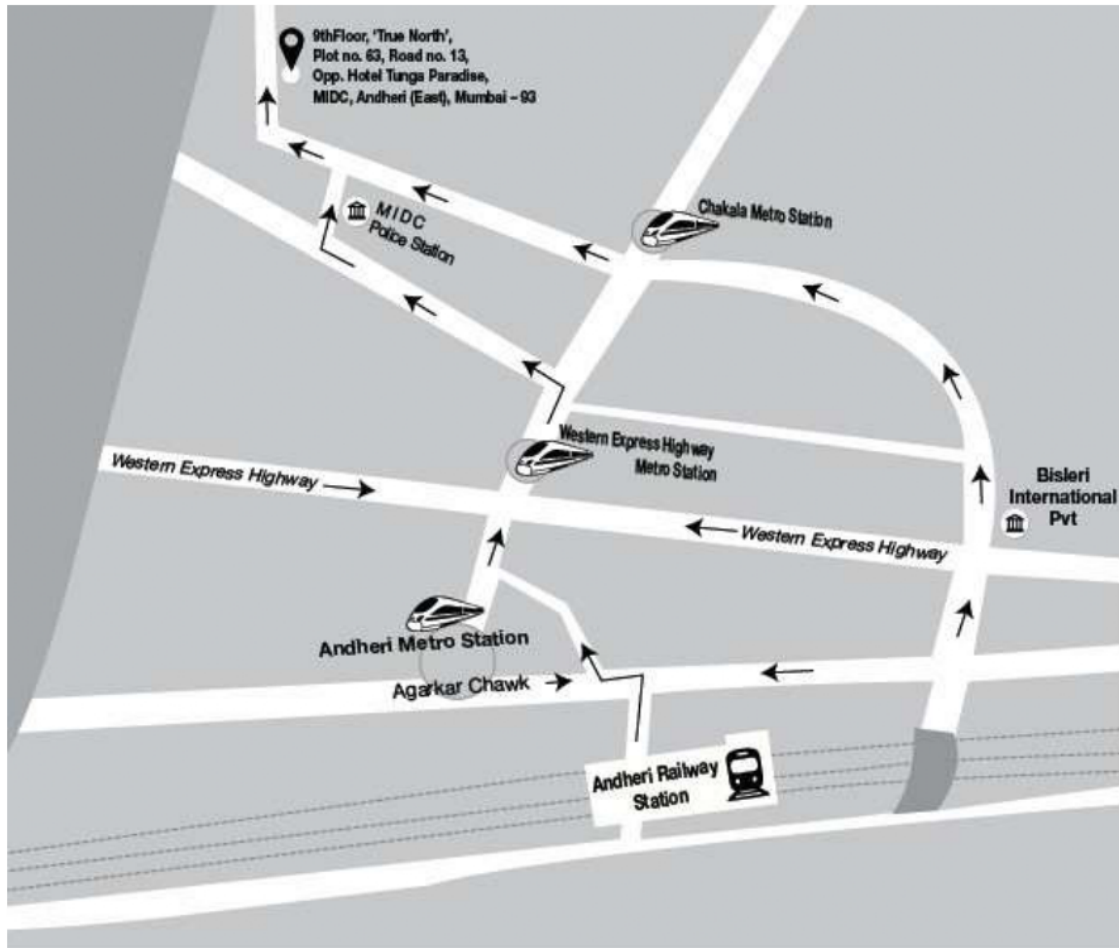 9thFloor, ‘True North’,
Plot no. 63, Road no. 13,
Opp. Hotel Tunga Paradise,
MIDC, Andheri (East), Mumbai – 93
Chakala Metro Station
MIDC
Police Station
Western Express Highway
Metro Station
Western Express Highway
Bisleri
International
Pvt
Western Express Highway
Andheri Metro Station
Agarkar Chawk
Andheri Railway
Station